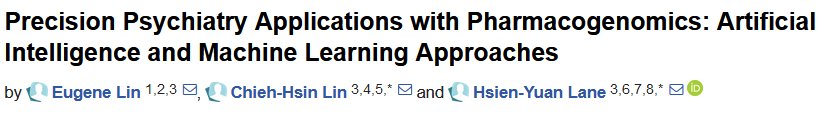 Precision Psychiatry Applications with Pharmacogenomics: Artificial
Intelligence and Machine Learning Approaches
by Eugene Lin 1,2,3, Chieh-Hsin Lin 3,4,5,* and Hsien-Yuan Lane 3,6,7,8,* iD